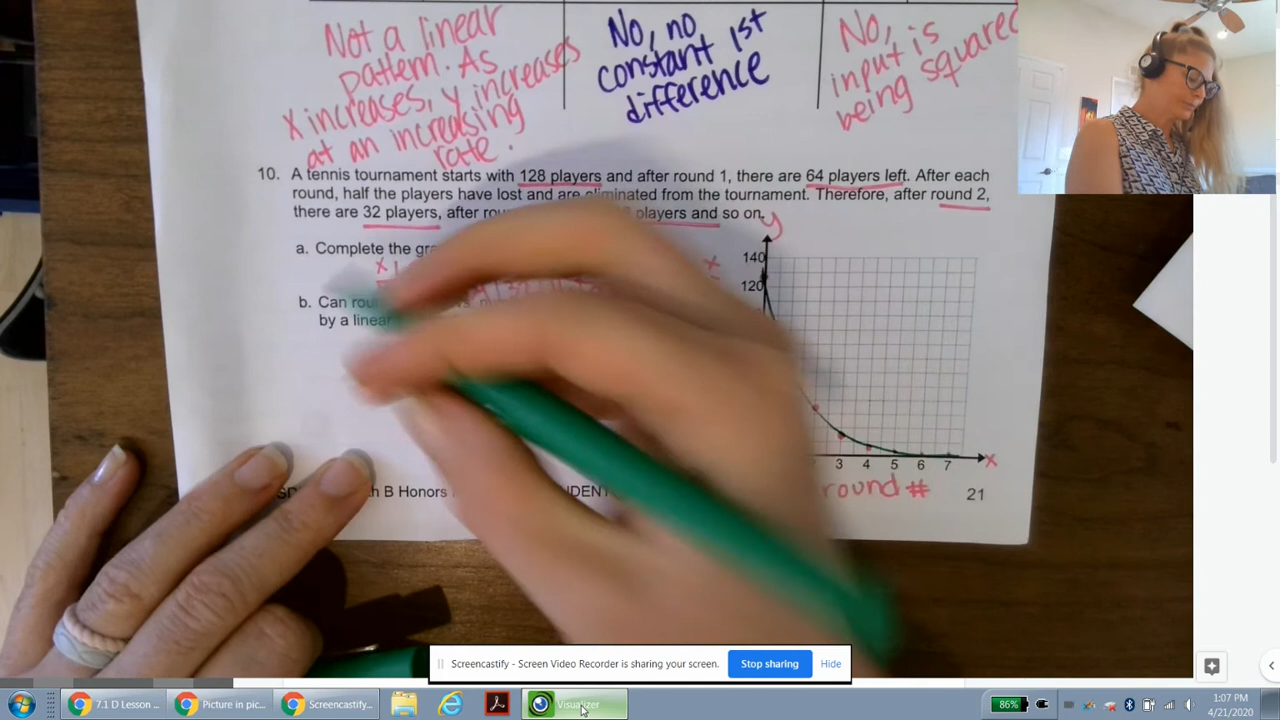 Not a linear
pattern. As
x increases, y increases
at an increasing
rate.
No, no
constant 1st
difference
No,
input is
being squared
10. A tennis tournament starts with 128 players and after round 1, there are 64 players left. After each
round, half the players have lost and are eliminated from the tournament. Therefore, after round 2,
there are 32 players, after players and so on.
a. Complete the
x 1 x
b. Can
by a linear
y
140
120
3 4 5 6 7 x
round #
B Honors
21
Screencastify - Screen Video Recorder is sharing your screen.
Stop sharing
Hide
7.1 D Lesson ...
Picture in pic...
Screencastify...
Visualizer
86%
1:07 PM
4/21/2020